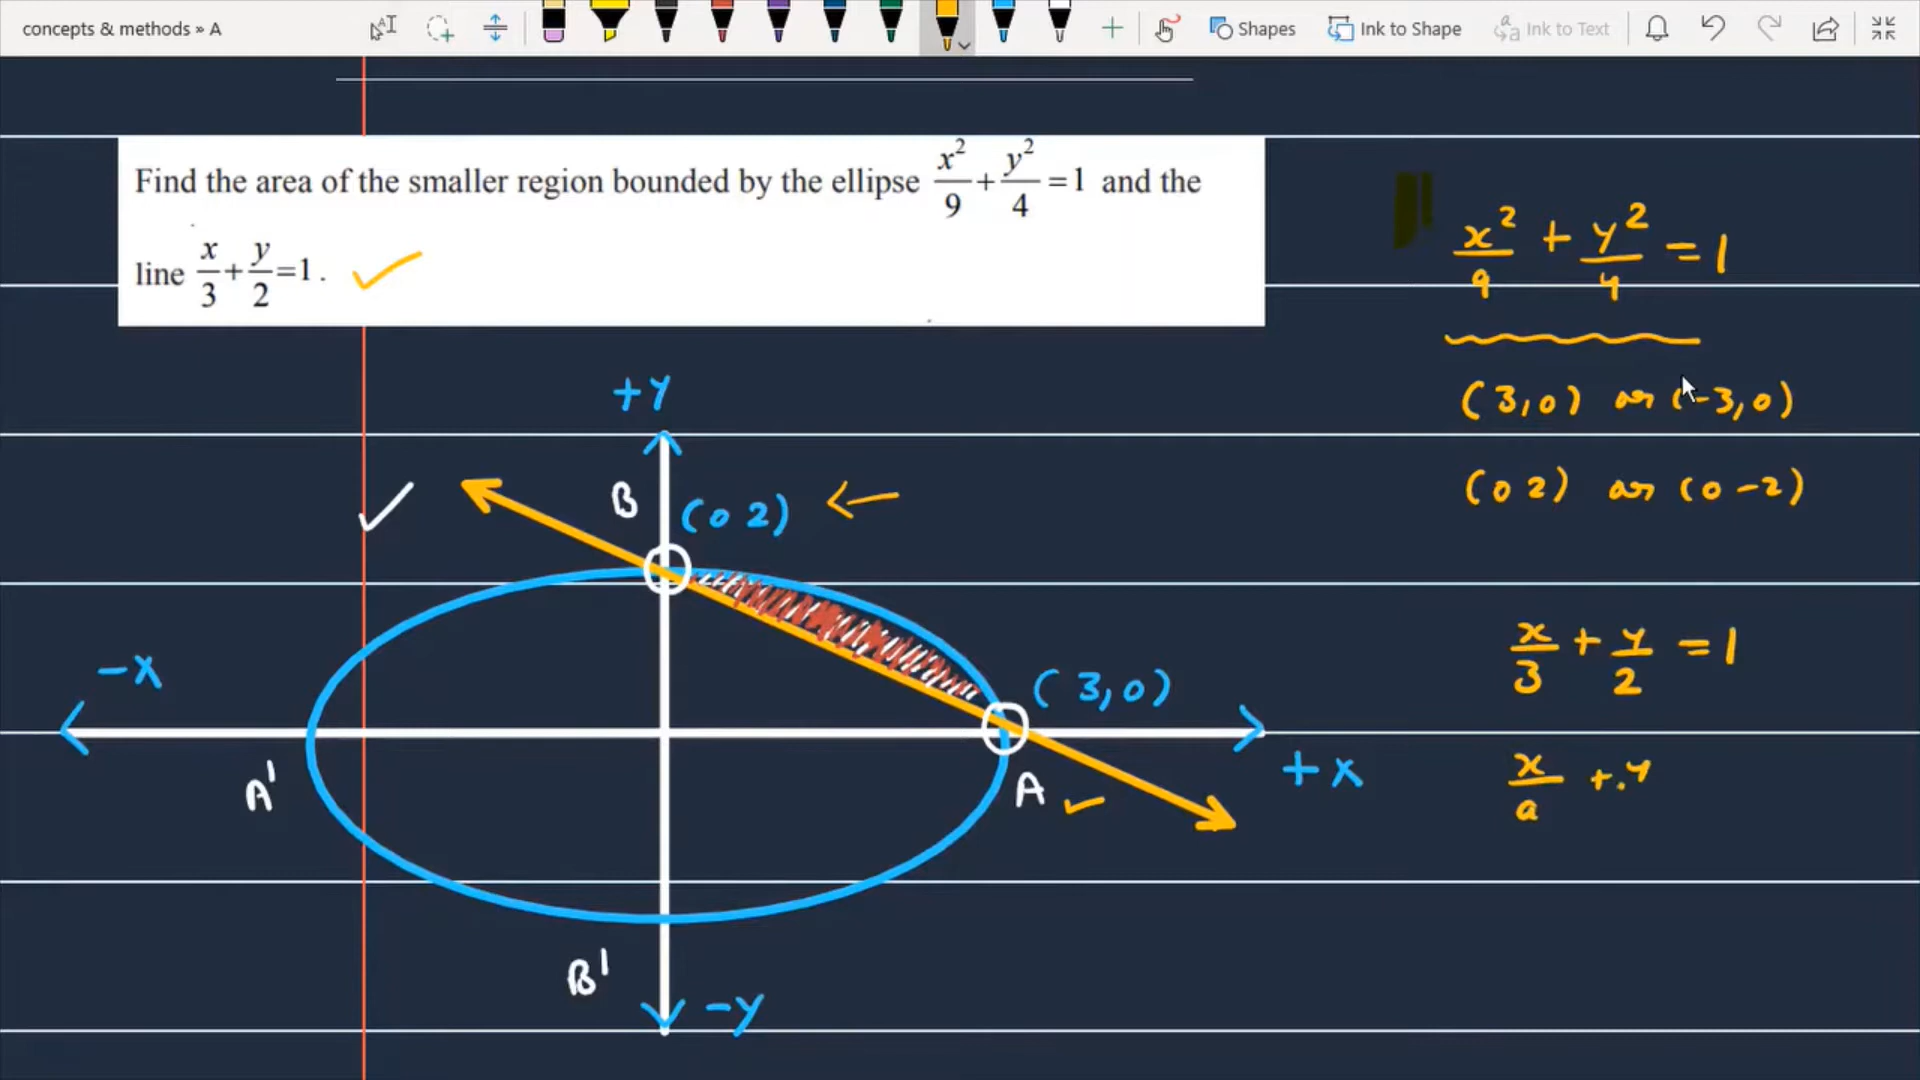 concepts & methods » A
Shapes
Ink to Shape
Ink to Text
Find the area of the smaller region bounded by the ellipse x²/9 + y²/4 = 1 and the
line x/3 + y/2 = 1 .
x²/9 + y²/4 = 1
(3,0) or (-3,0)
(0 2) or (0 -2)
x/3 + y/2 = 1
x/a + y
+Y
B
(0 2)
-X
(3,0)
A'
A
+X
B'
-Y